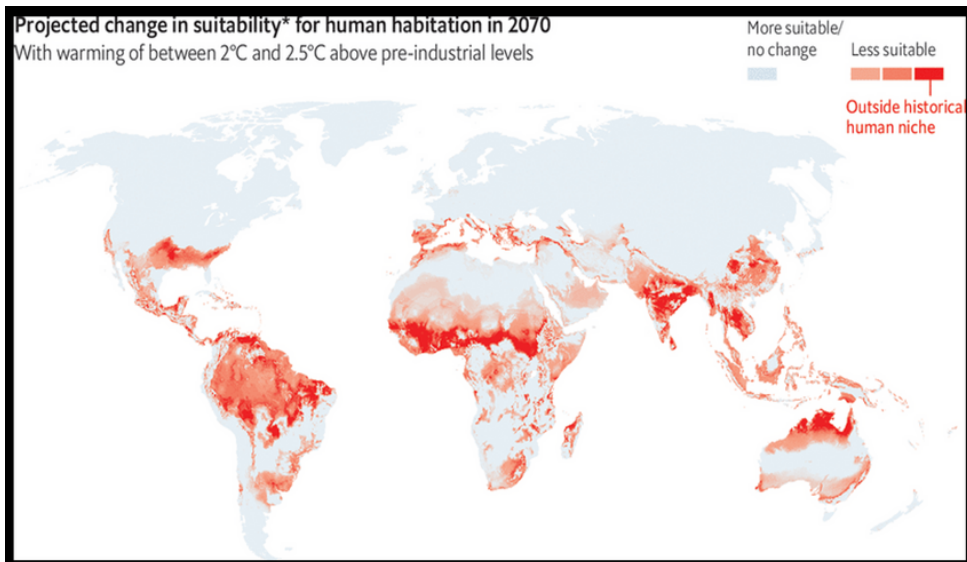 Projected change in suitability* for human habitation in 2070
With warming of between 2°C and 2.5°C above pre-industrial levels
More suitable/
no change
Less suitable
Outside historical
human niche